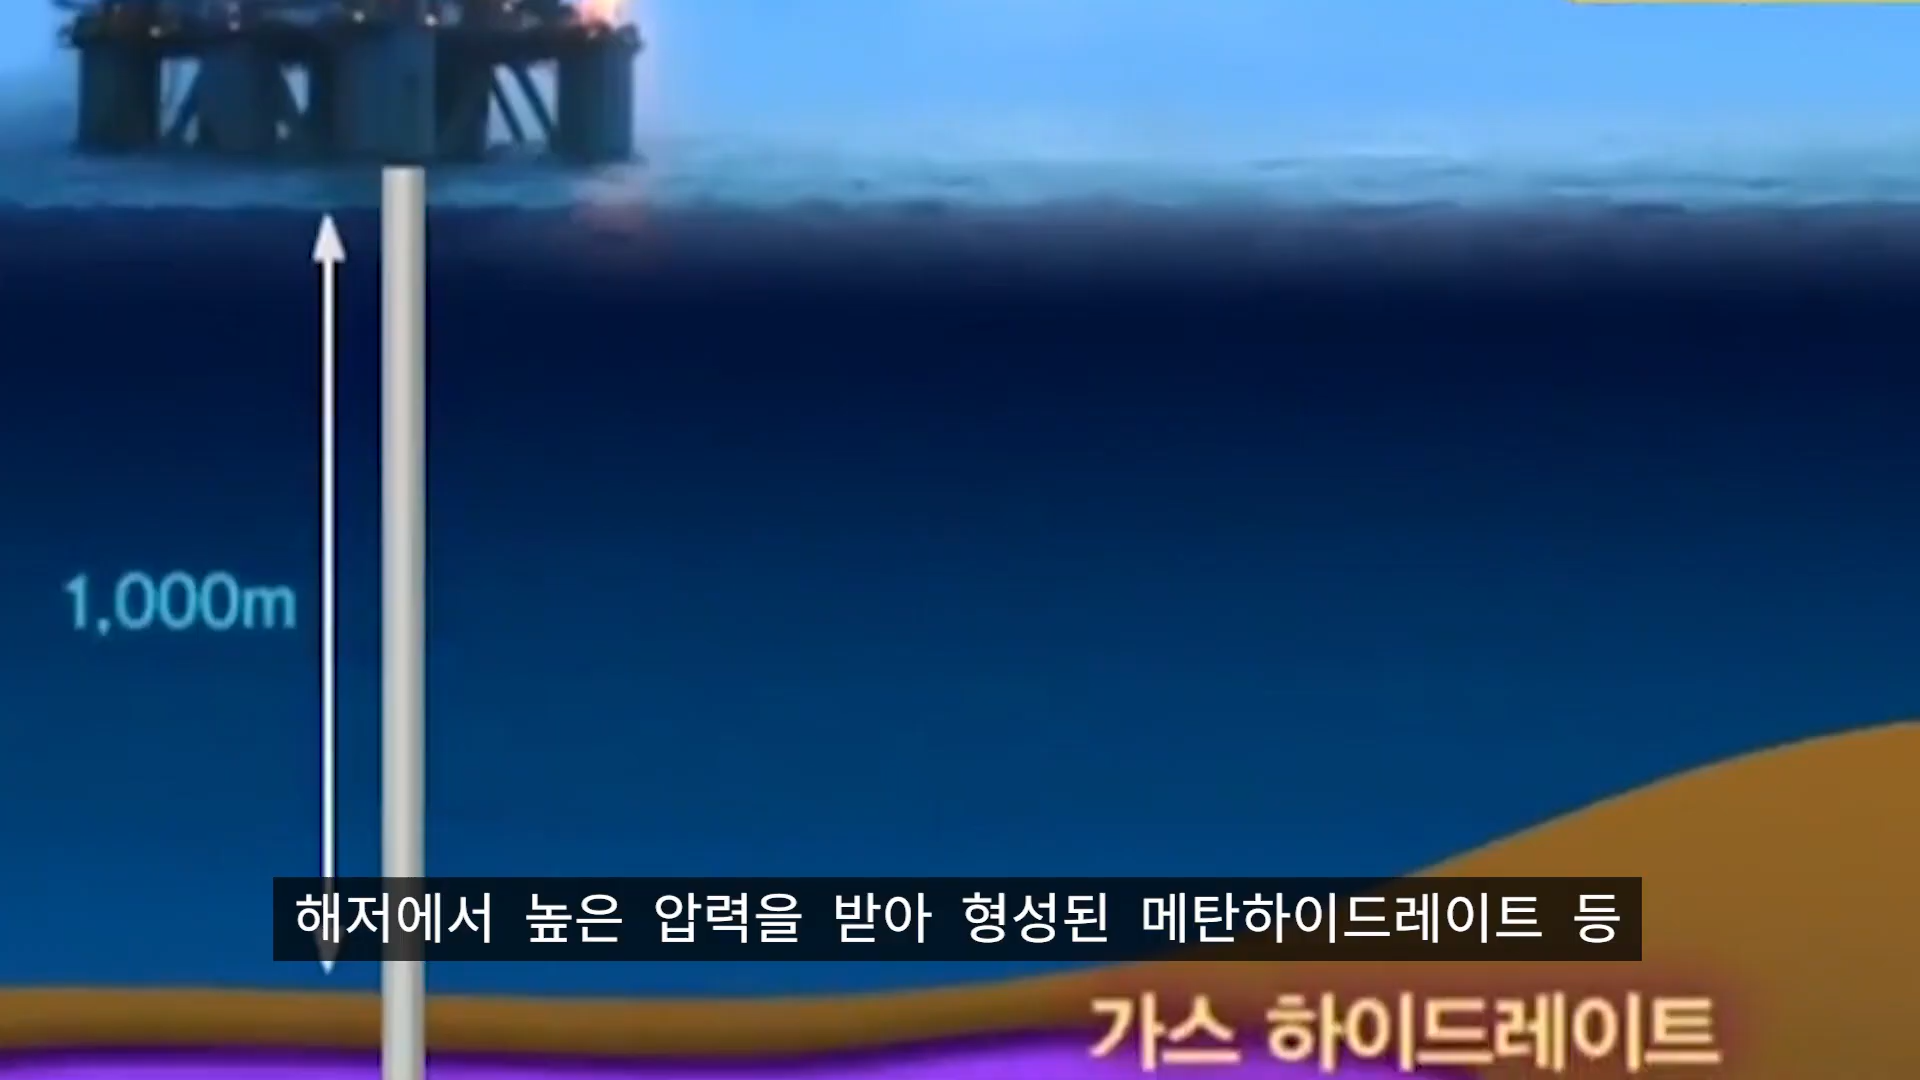 1,000m
해저에서 높은 압력을 받아 형성된 메탄하이드레이트 등
가스 하이드레이트